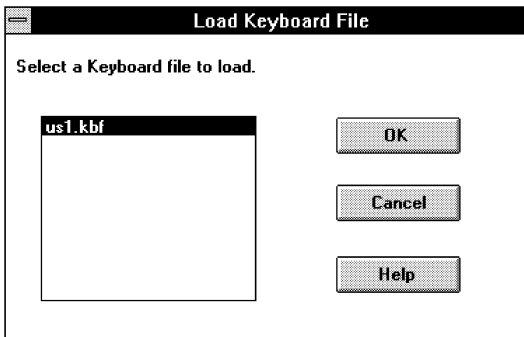 Load Keyboard File
Select a Keyboard file to load.
us1.kbf
OK
Cancel
Help